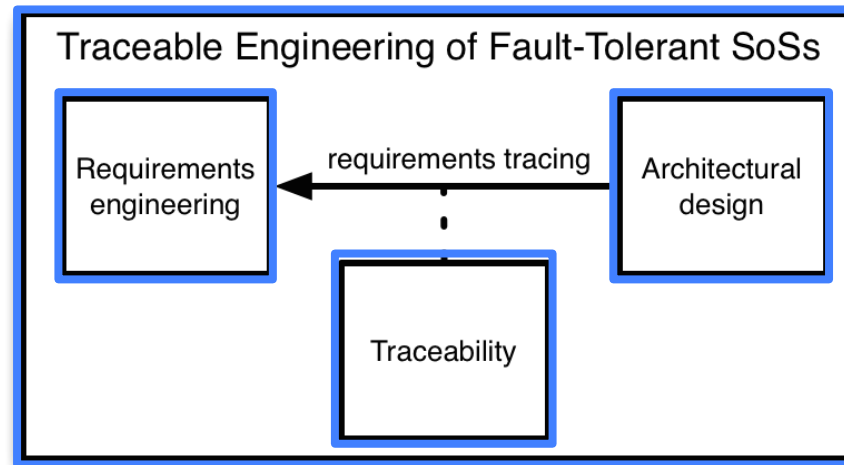 Traceable Engineering of Fault-Tolerant SoSs
requirements tracing
Requirements
engineering
Architectural
design
Traceability